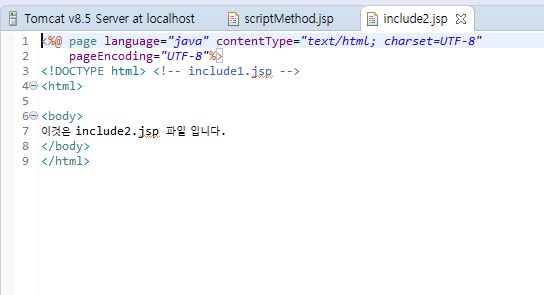 Tomcat v8.5 Server at localhost scriptMethod.jsp include2.jsp
1 <%@ page language="java" contentType="text/html; charset=UTF-8"
2 pageEncoding="UTF-8"%>
3 <!DOCTYPE html> <!-- include1.jsp -->
4 <html>
5
6 <body>
7 이것은 include2.jsp 파일 입니다.
8 </body>
9 </html>